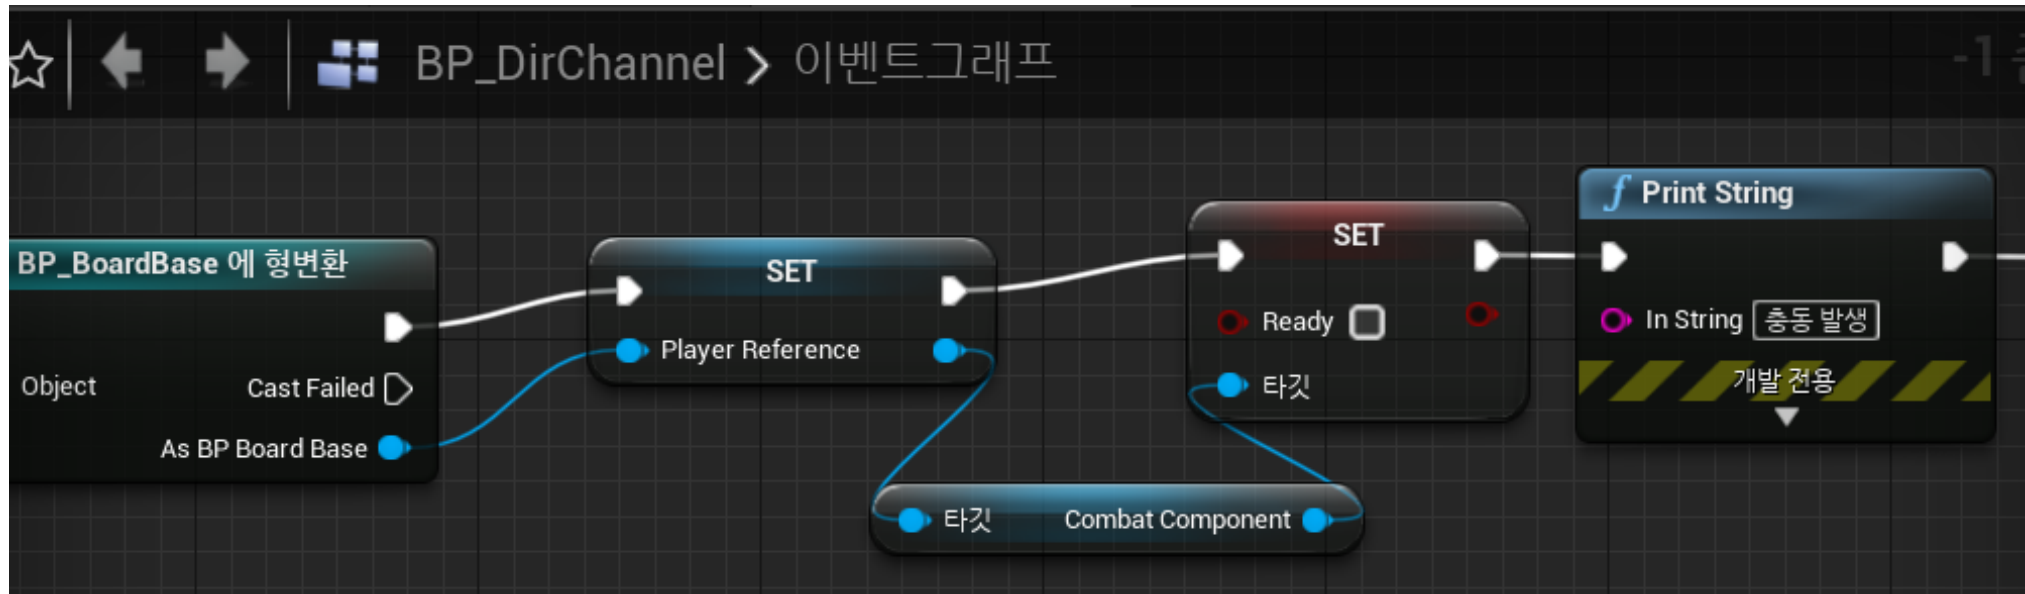 BP_DirChannel > 이벤트그래프
-1
BP_BoardBase 에 형변환
Object
Cast Failed
As BP Board Base
SET
Player Reference
타깃
Combat Component
SET
Ready
타깃
Print String
In String 충동 발생
개발 전용